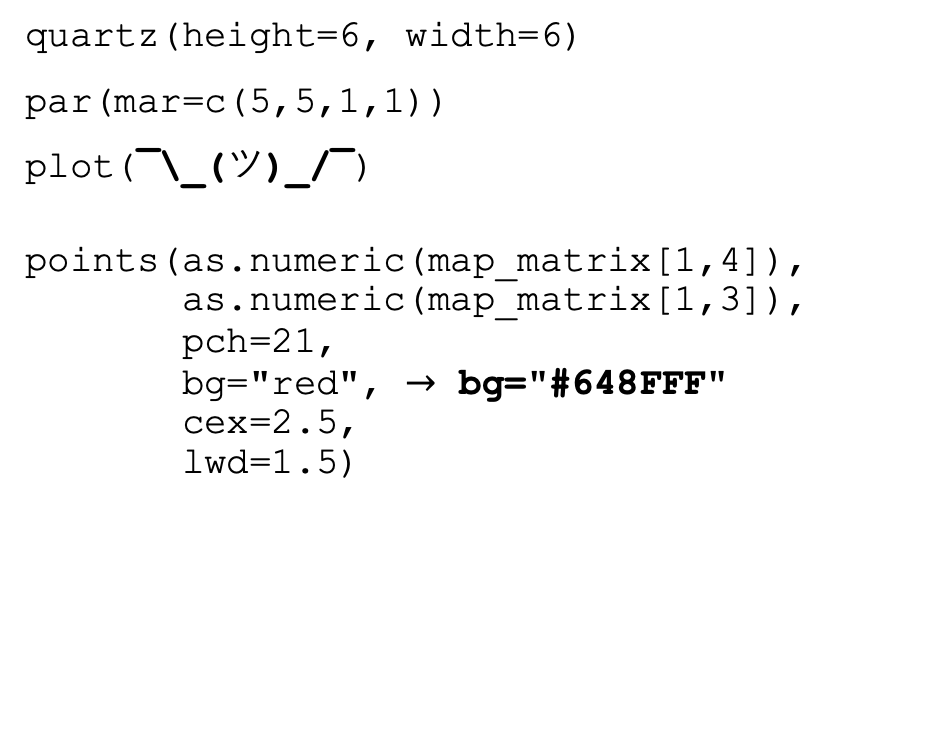 quartz(height=6, width=6)
par(mar=c(5,5,1,1))
plot(¯\_(ツ)_/¯)
points(as.numeric(map_matrix[1,4]),
as.numeric(map_matrix[1,3]),
pch=21,
bg="red", → bg="#648FFF"
cex=2.5,
lwd=1.5)